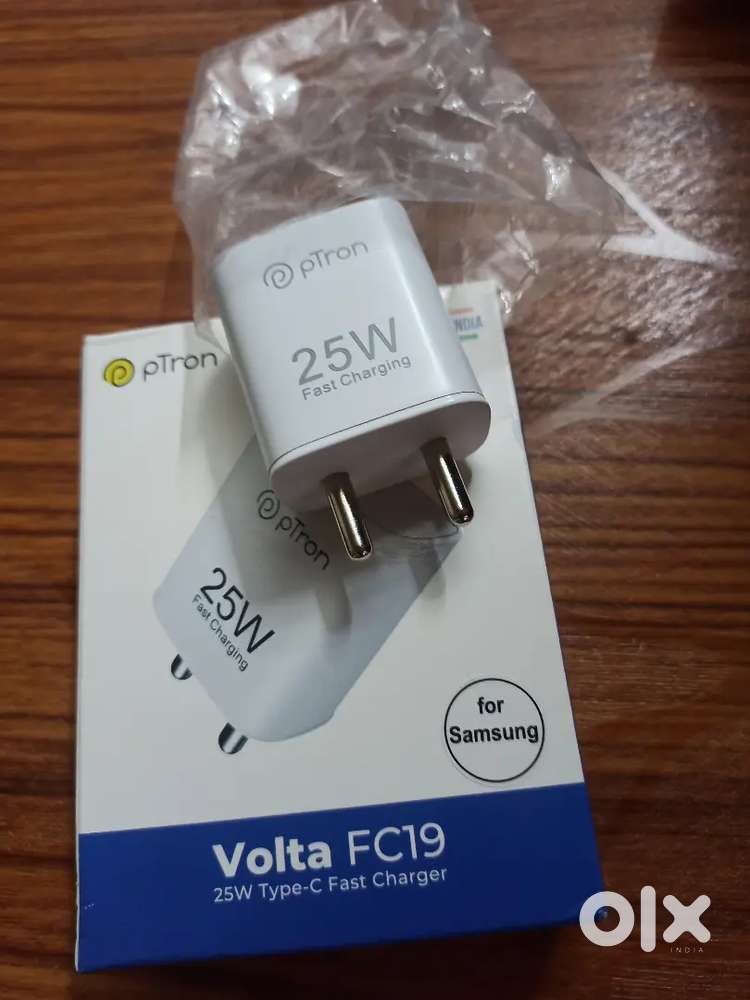 pTron
25W
Fast Charging
pTron
INDIA
pTron
25W
Fast Charging
for
Samsung
Volta FC19
25W Type-C Fast Charger
olx
INDIA